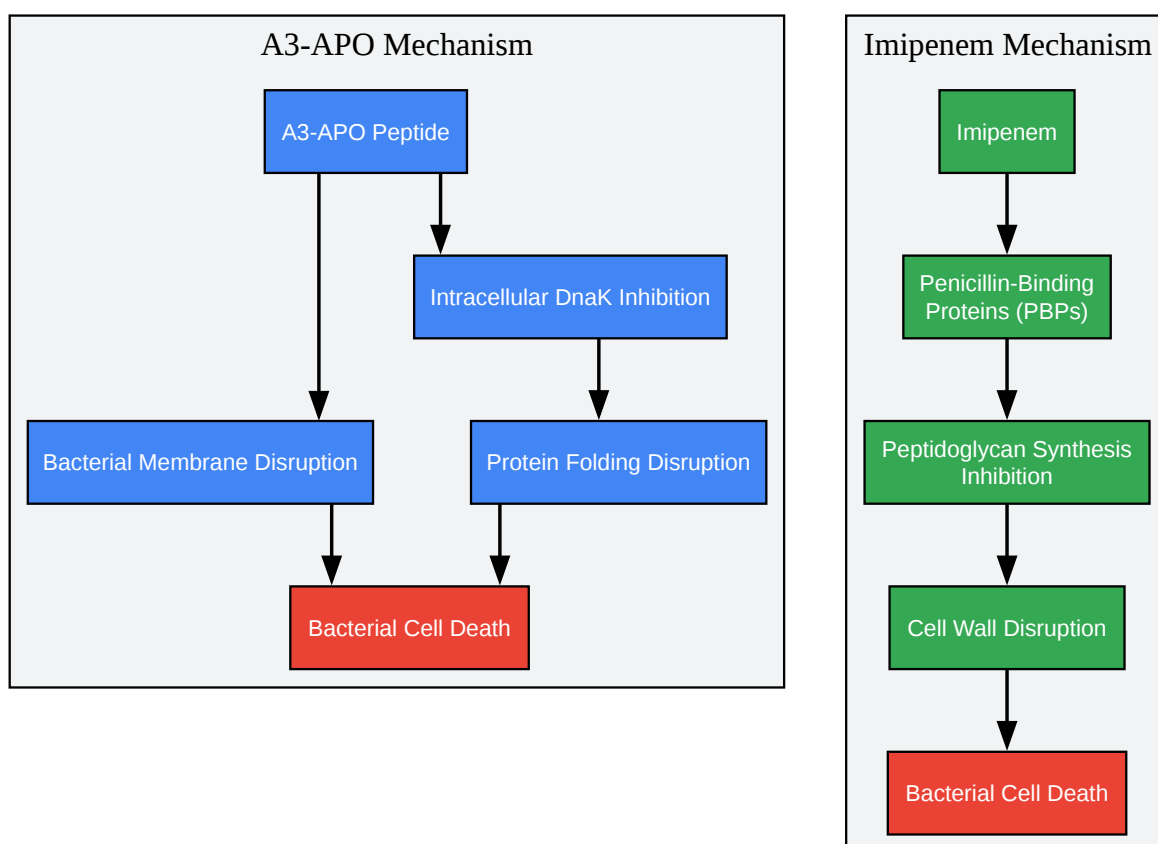 A3-APO Mechanism
A3-APO Peptide
Intracellular DnaK Inhibition
Bacterial Membrane Disruption
Protein Folding Disruption
Bacterial Cell Death
Imipenem Mechanism
Imipenem
Penicillin-Binding
Proteins (PBPs)
Peptidoglycan Synthesis
Inhibition
Cell Wall Disruption
Bacterial Cell Death